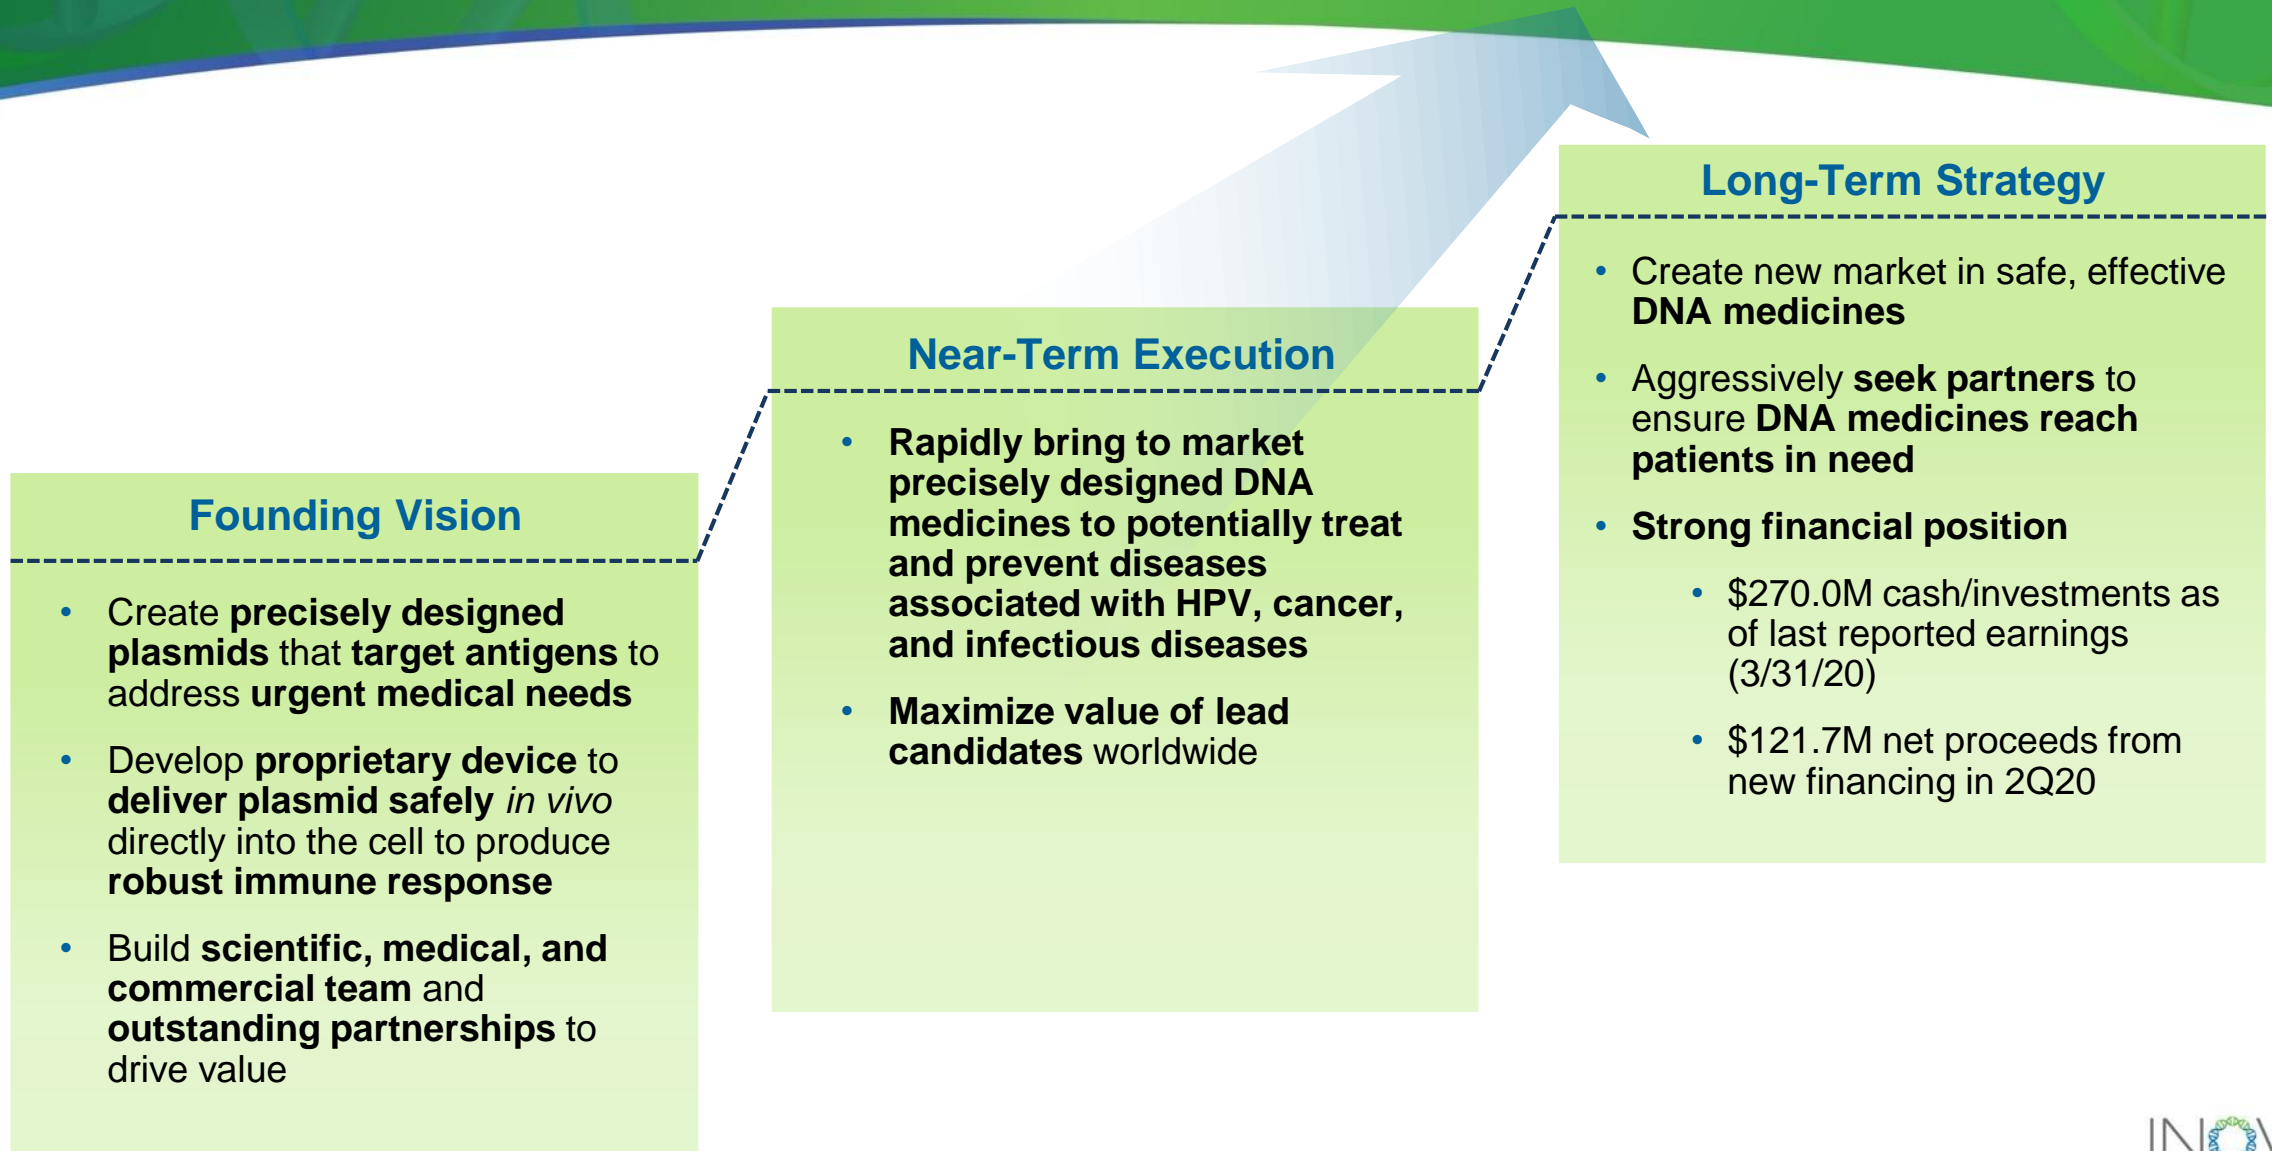 Founding Vision
• Create precisely designed
plasmids that target antigens to
address urgent medical needs
• Develop proprietary device to
deliver plasmid safely in vivo
directly into the cell to produce
robust immune response
• Build scientific, medical, and
commercial team and
outstanding partnerships to
drive value
Near-Term Execution
• Rapidly bring to market
precisely designed DNA
medicines to potentially treat
and prevent diseases
associated with HPV, cancer,
and infectious diseases
• Maximize value of lead
candidates worldwide
Long-Term Strategy
• Create new market in safe, effective
DNA medicines
• Aggressively seek partners to
ensure DNA medicines reach
patients in need
• Strong financial position
• $270.0M cash/investments as
of last reported earnings
(3/31/20)
• $121.7M net proceeds from
new financing in 2Q20